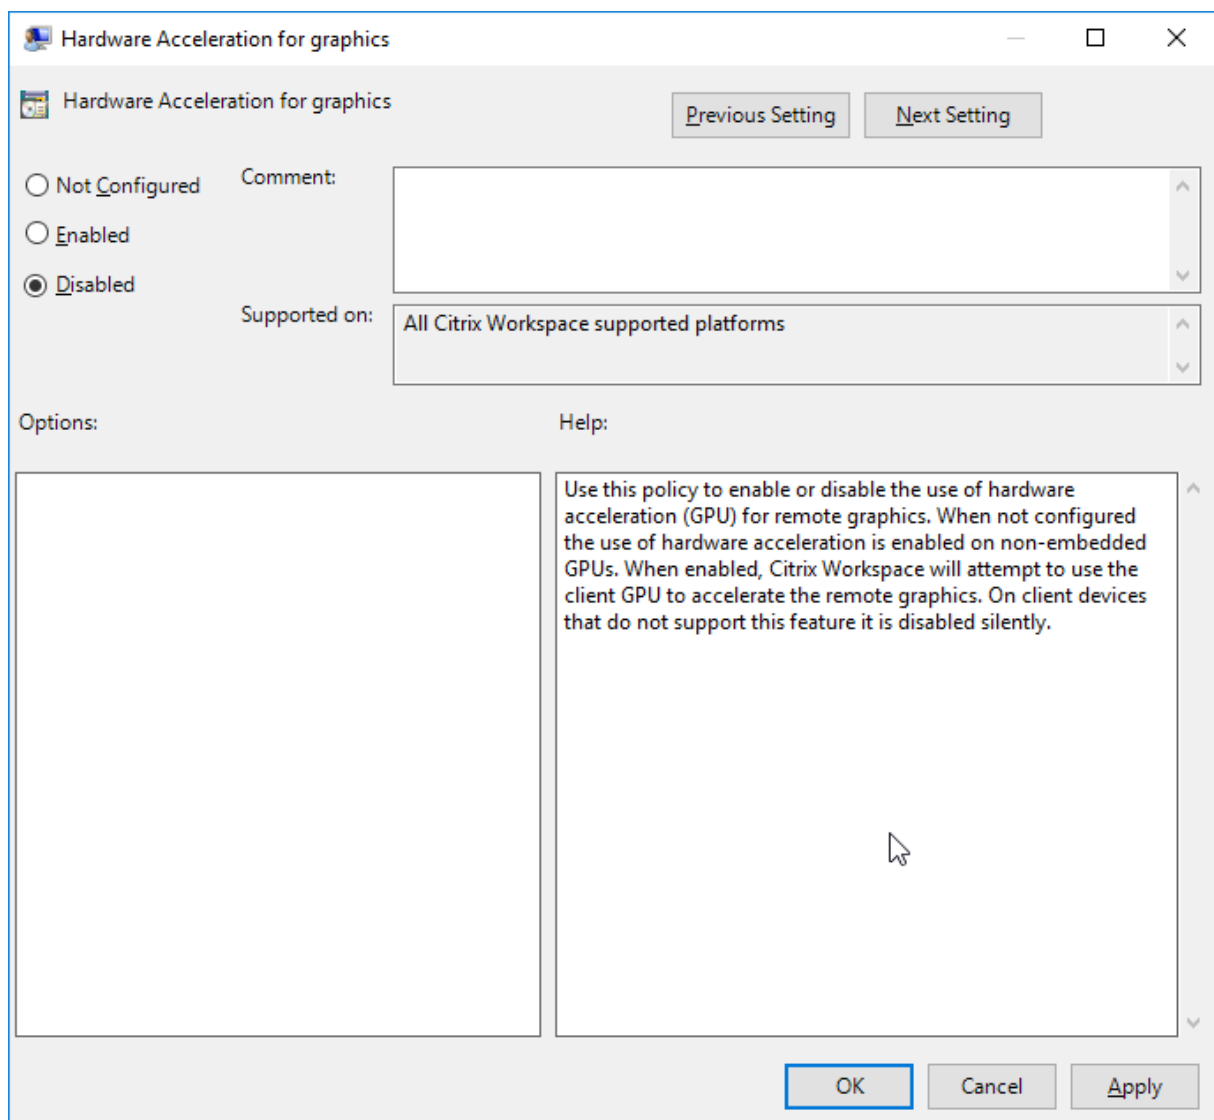 Hardware Acceleration for graphics
Hardware Acceleration for graphics
Previous Setting
Next Setting
Not Configured
Comment:
Enabled
Disabled
Supported on:
All Citrix Workspace supported platforms
Options:
Help:
Use this policy to enable or disable the use of hardware
acceleration (GPU) for remote graphics. When not configured
the use of hardware acceleration is enabled on non-embedded
GPUs. When enabled, Citrix Workspace will attempt to use the
client GPU to accelerate the remote graphics. On client devices
that do not support this feature it is disabled silently.
OK
Cancel
Apply